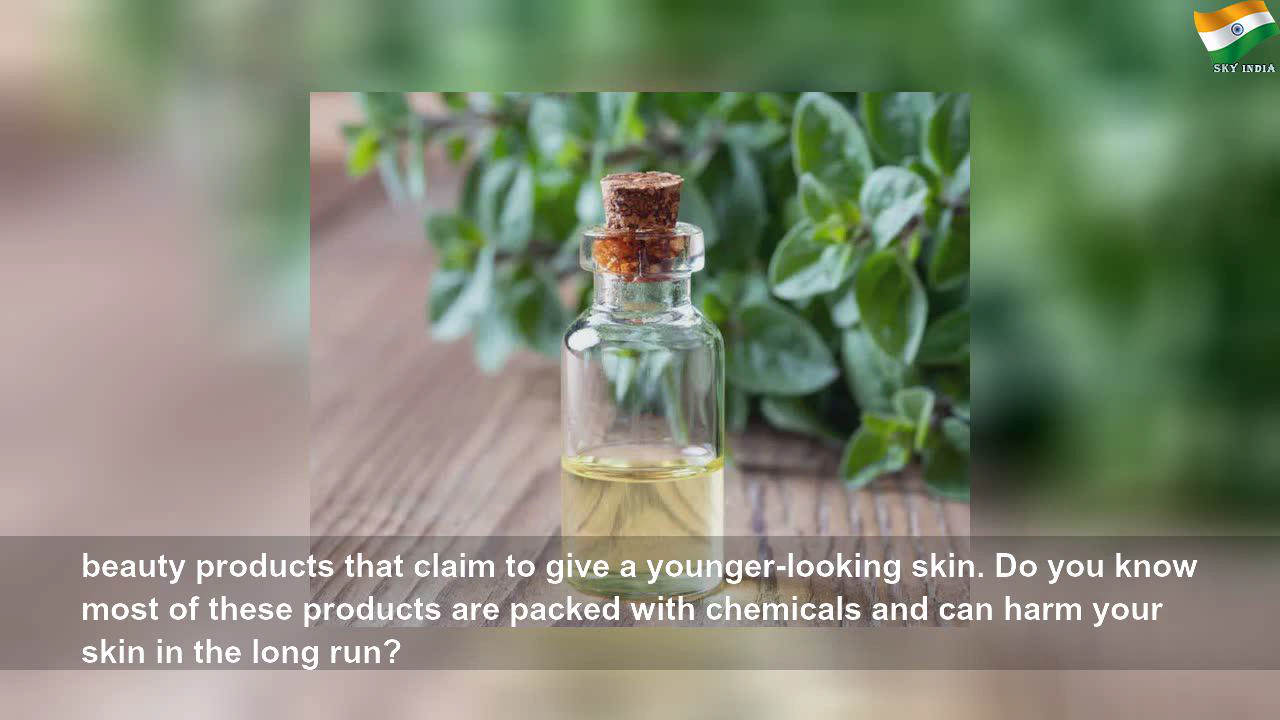 SKY INDIA
beauty products that claim to give a younger-looking skin. Do you know
most of these products are packed with chemicals and can harm your
skin in the long run?